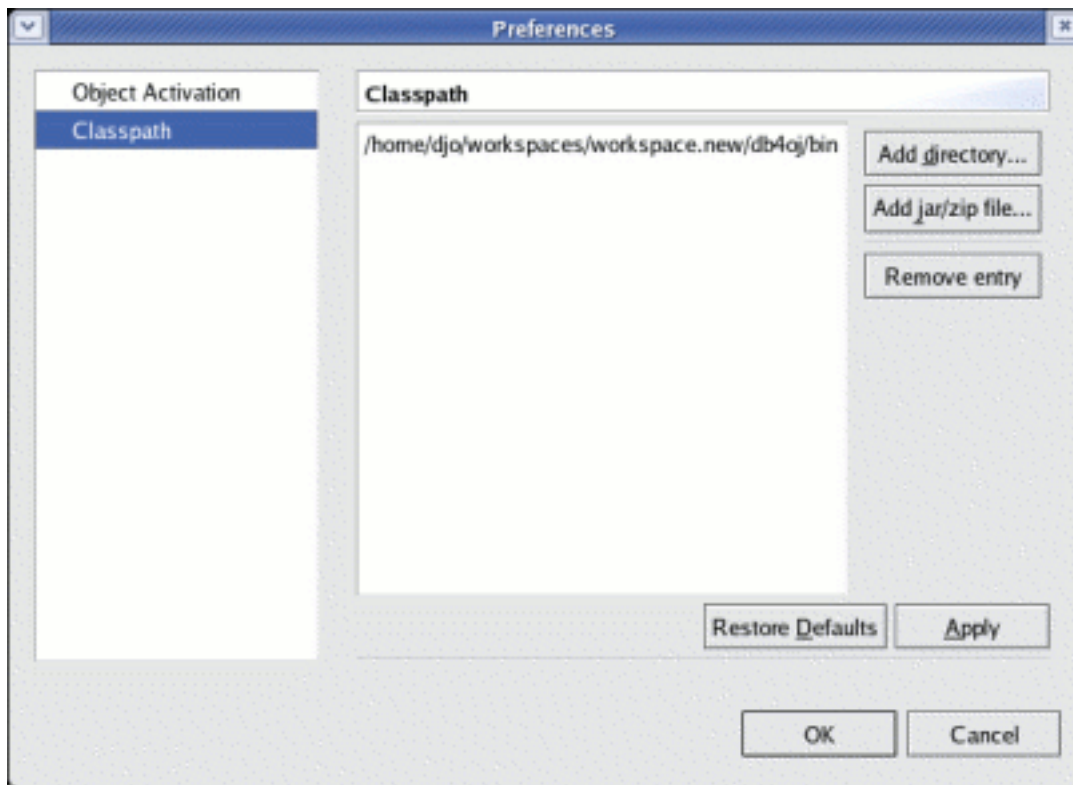 Preferences
Object Activation
Classpath
Classpath
/home/djo/workspaces/workspace.new/db4oj/bin
Add directory...
Add jar/zip file...
Remove entry
Restore Defaults
Apply
OK
Cancel